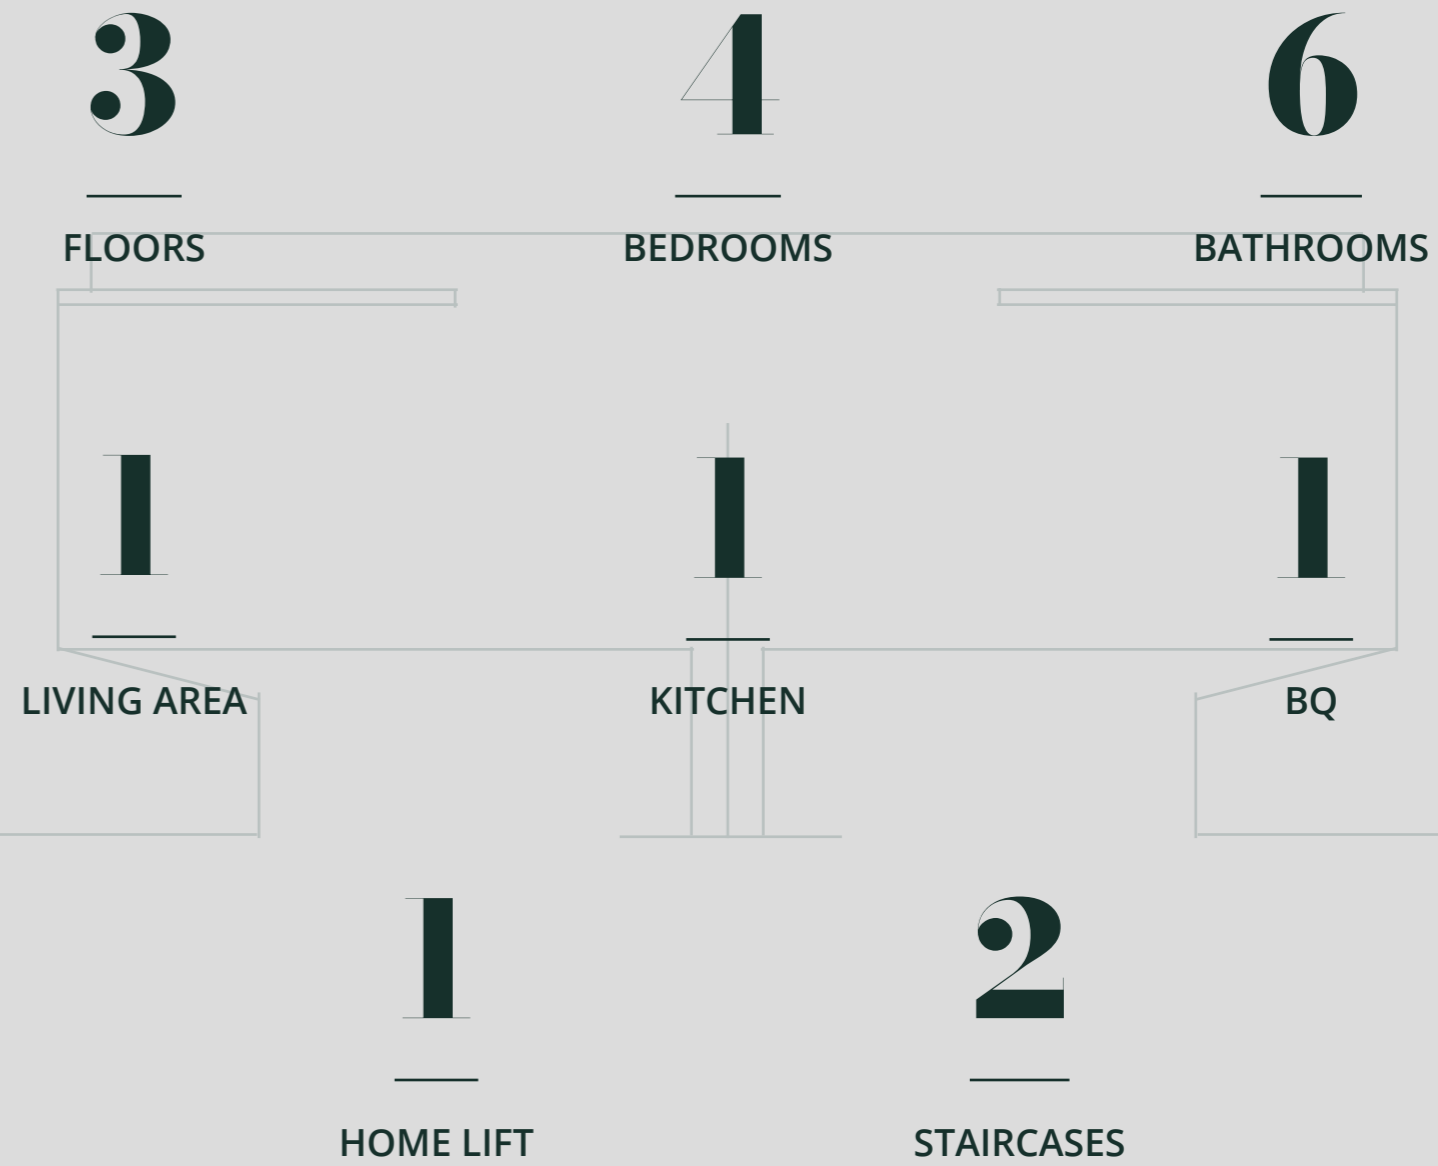 3 4 6
FLOORS BEDROOMS BATHROOMS
1 1 1
LIVING AREA KITCHEN BQ
1 2
HOME LIFT STAIRCASES